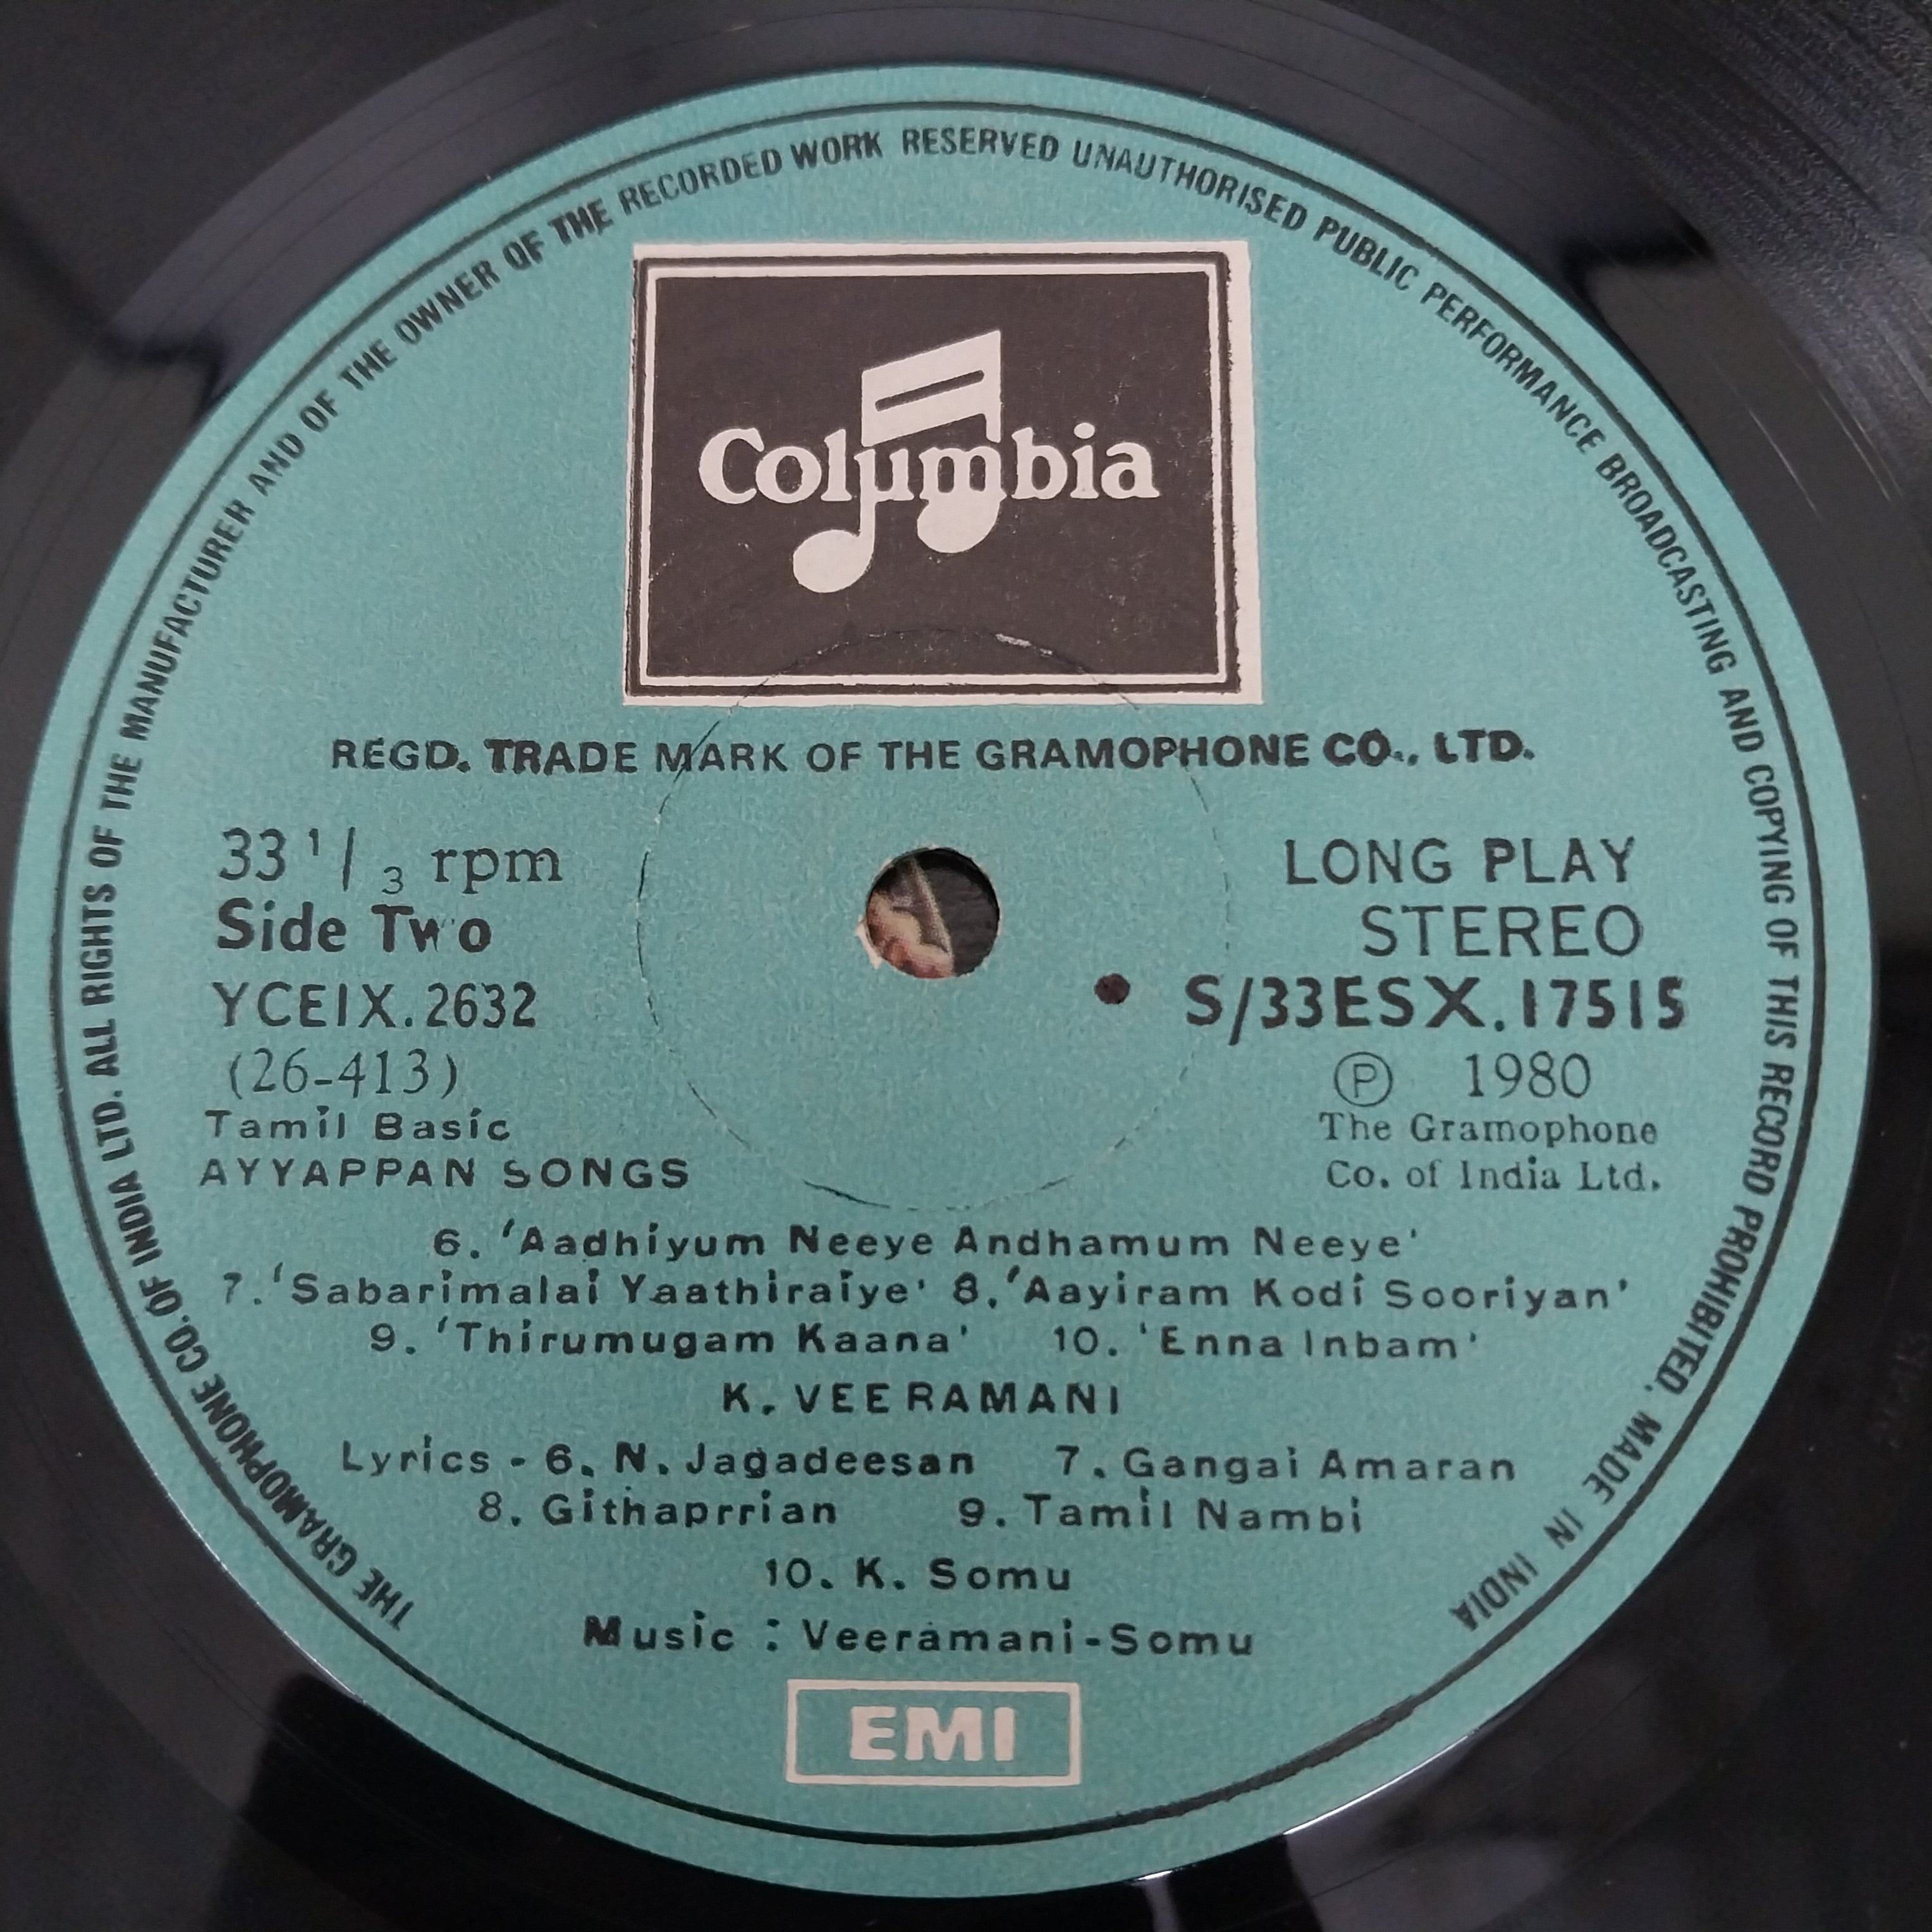 THE GRAMOPHONE CO. OF INDIA LTD. ALL RIGHTS OF THE MANUFACTURER AND OF THE OWNER OF THE RECORDED WORK RESERVED UNAUTHORISED PUBLIC PERFORMANCE BROADCASTING AND COPYING OF THIS RECORD PROHIBITED. MADE IN INDIA
Columbia
REGD. TRADE MARK OF THE GRAMOPHONE CO., LTD.
33 1/3 rpm
Side Two
YCEIX.2632
(26-413)
Tamil Basic
AYYAPPAN SONGS
LONG PLAY
STEREO
S/33ESX.17515
Ⓟ 1980
The Gramophone
Co. of India Ltd.
6. 'Aadhiyum Neeye Andhamum Neeye'
7. 'Sabarimalai Yaathiraiye' 8. 'Aayiram Kodi Sooriyan'
9. 'Thirumugam Kaana' 10. 'Enna Inbam'
K. VEERAMANI
Lyrics - 6. N. Jagadeesan 7. Gangai Amaran
8. Githaprrian 9. Tamil Nambi
10. K. Somu
Music : Veeramani-Somu
EMI